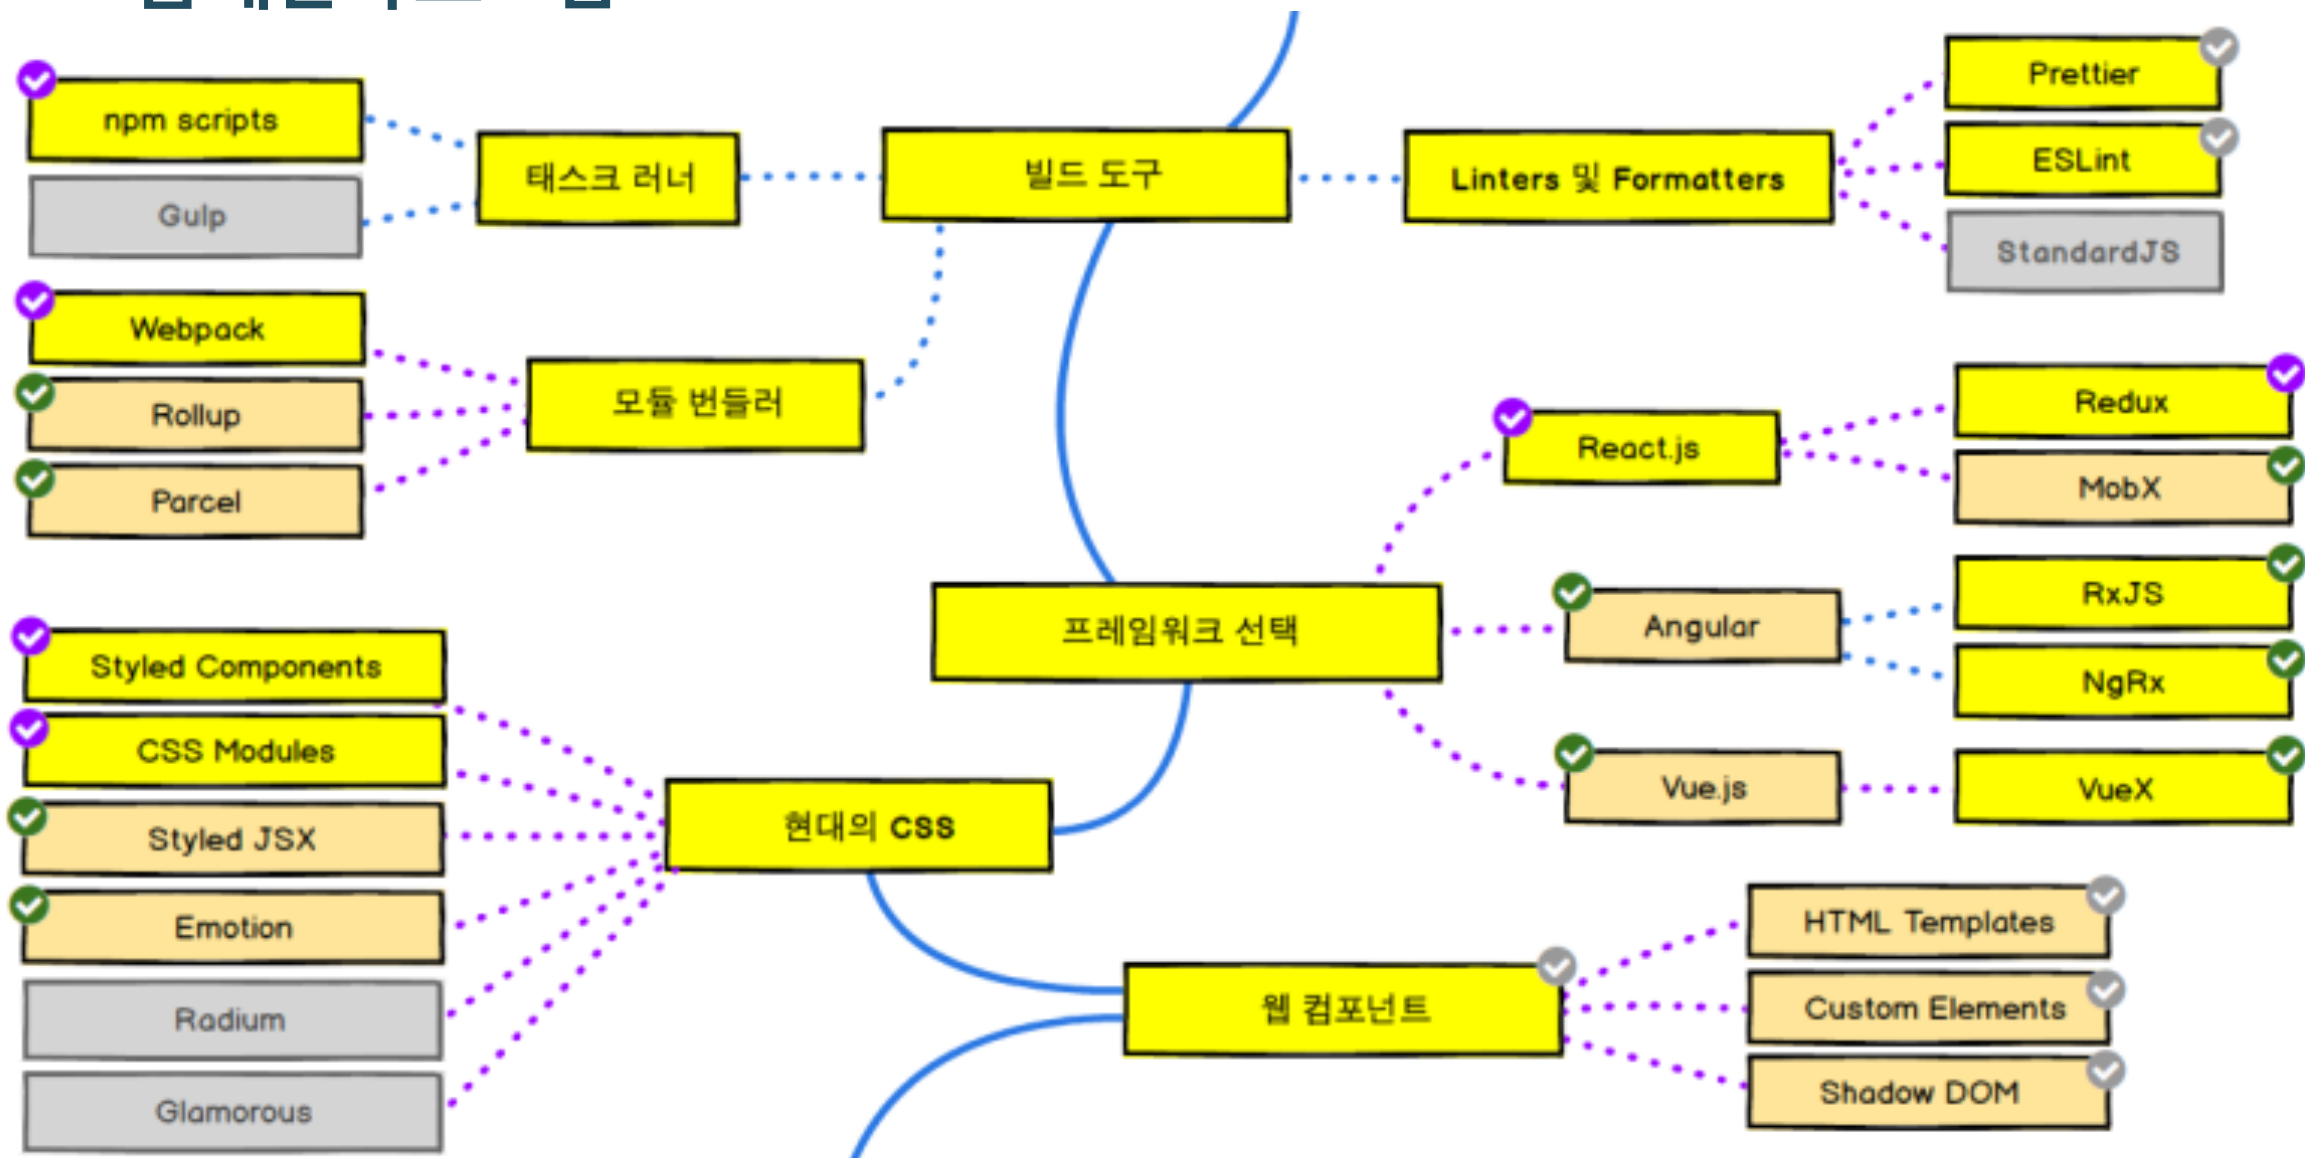 npm scripts
Gulp
태스크 러너
빌드 도구
Linters 및 Formatters
Prettier
ESLint
StandardJS
Webpack
Rollup
Parcel
모듈 번들러
React.js
Redux
MobX
프레임워크 선택
Angular
RxJS
NgRx
Vue.js
VueX
Styled Components
CSS Modules
Styled JSX
Emotion
Radium
Glamorous
현대의 CSS
웹 컴포넌트
HTML Templates
Custom Elements
Shadow DOM